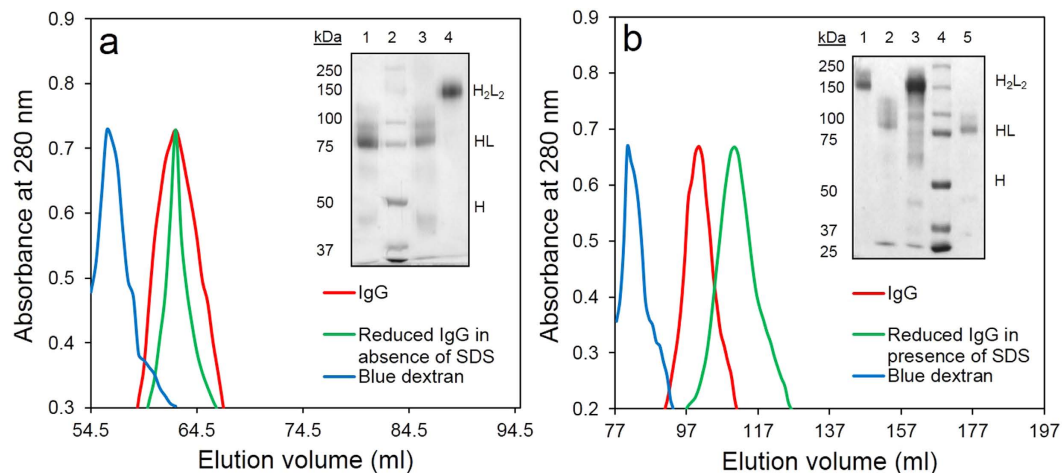 a
Absorbance at 280 nm
0.9
0.8
0.7
0.6
0.5
0.4
0.3
54.5 64.5 74.5 84.5 94.5
Elution volume (ml)
kDa 1 2 3 4
250
150
100
75
50
37
H₂L₂
HL
H
IgG
Reduced IgG in
absence of SDS
Blue dextran
b
Absorbance at 280 nm
0.9
0.8
0.7
0.6
0.5
0.4
0.3
0.2
77 97 117 137 157 177 197
Elution volume (ml)
kDa 1 2 3 4 5
250
150
100
75
50
37
25
H₂L₂
HL
H
IgG
Reduced IgG in
presence of SDS
Blue dextran